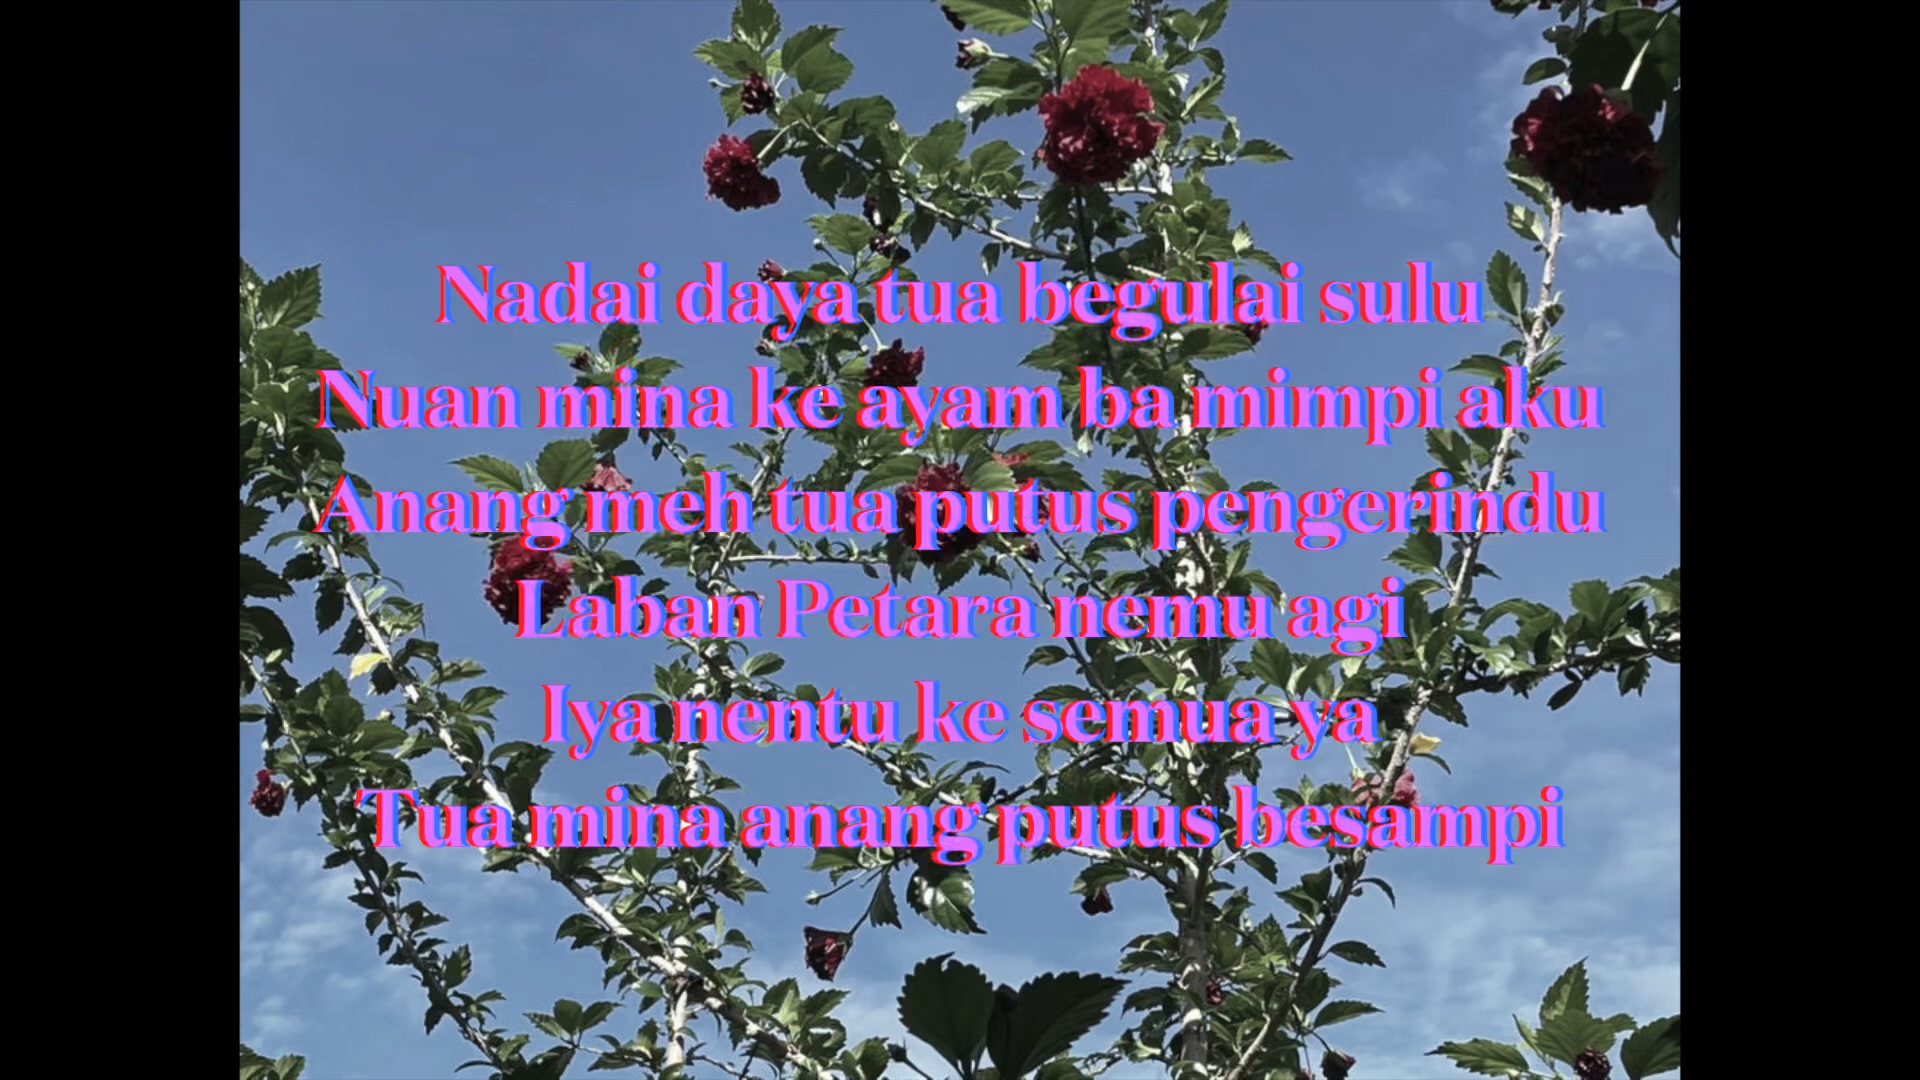 Nadai daya tua begulai sulu
Nuan mina ke ayam ba mimpi aku
Anang meh tua putus pengerindu
Laban Petara nemu agi
Iya nentu ke semua ya
Tua mina anang putus besampi